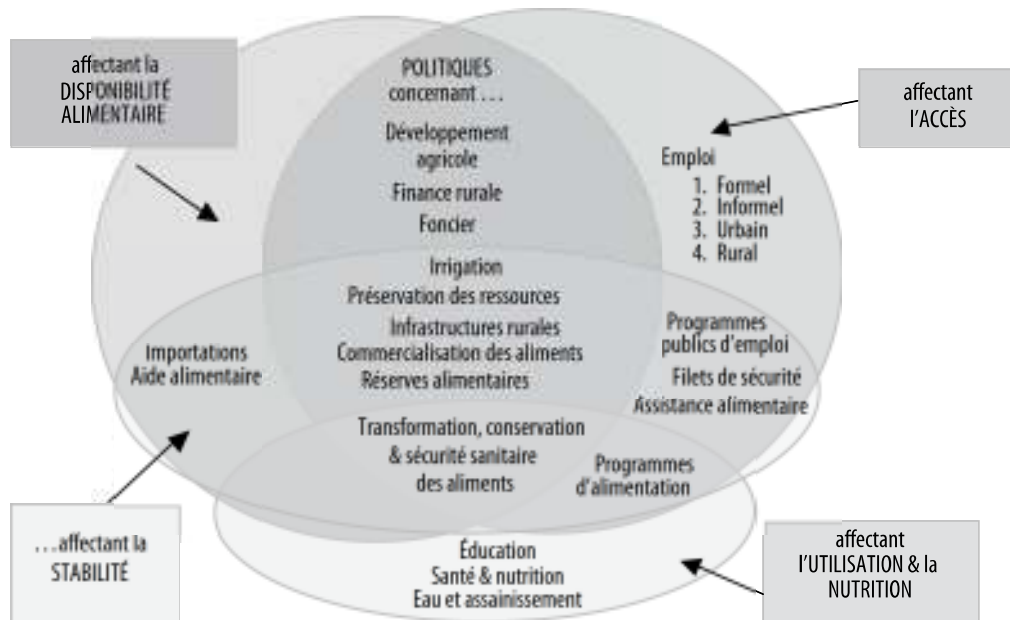 affectant la
DISPONIBILITÉ
ALIMENTAIRE
POLITIQUES
concernant …
Développement
agricole
Finance rurale
Foncier
Irrigation
Préservation des ressources
Infrastructures rurales
Commercialisation des aliments
Réserves alimentaires
Transformation, conservation
& sécurité sanitaire
des aliments
affectant
l'ACCÈS
Emploi
1. Formel
2. Informel
3. Urbain
4. Rural
Programmes
publics d'emploi
Filets de sécurité
Assistance alimentaire
Importations
Aide alimentaire
Programmes
d'alimentation
…affectant la
STABILITÉ
Éducation
Santé & nutrition
Eau et assainissement
affectant
l'UTILISATION & la
NUTRITION